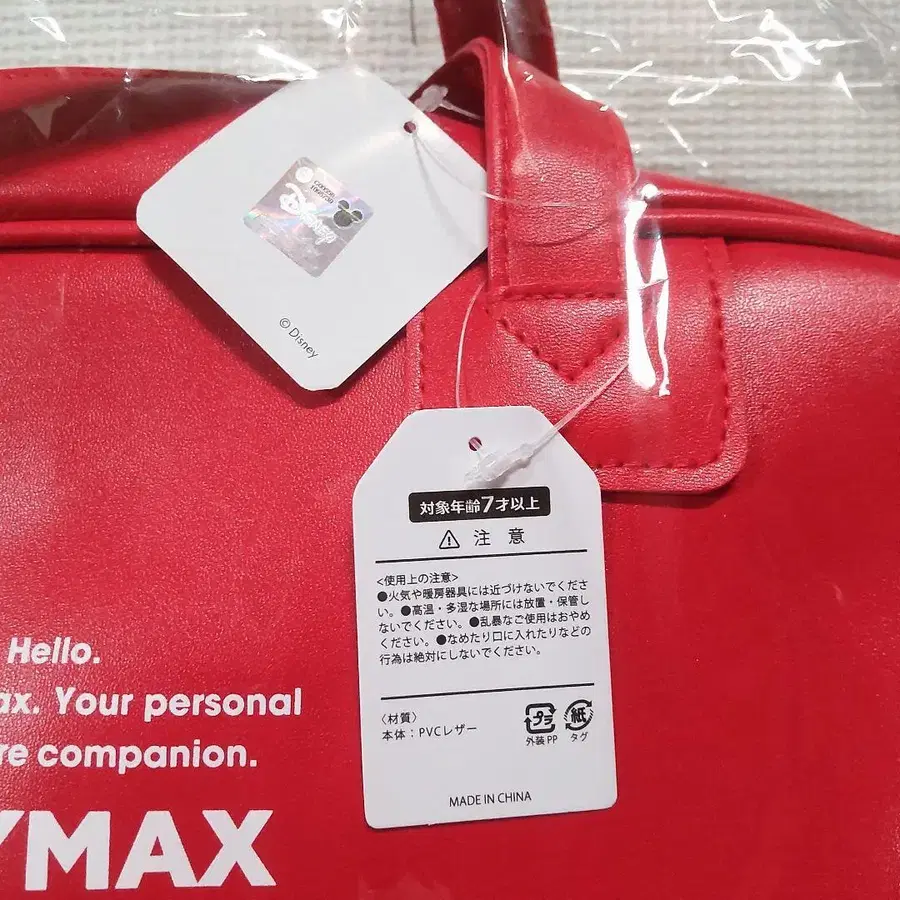 Disney
© Disney
対象年齢7才以上
⚠ 注意
<使用上の注意>
●火気や暖房器具には近づけないでくださ
い。●高温・多湿な場所には放置・保管し
ないでください。●乱暴なご使用はおやめ
ください。●なめたり口に入れたりなどの
行為は絶対にしないでください。
〈材質〉
本体：PVCレザー
プラ 紙
外装 PP タグ
MADE IN CHINA
Hello.
ax. Your personal
re companion.
YMAX